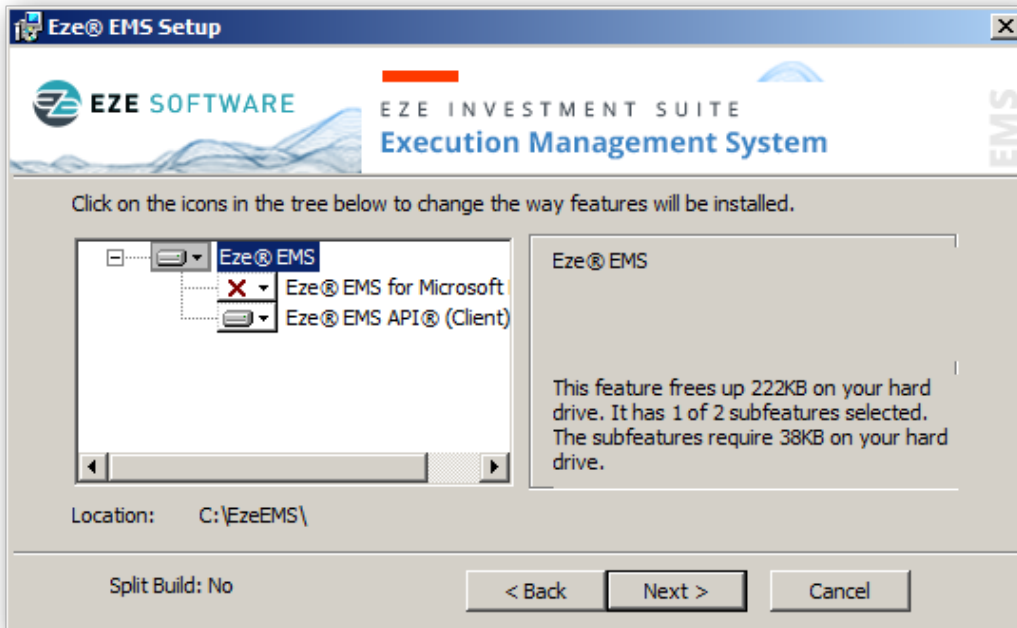 Eze® EMS Setup
EZE SOFTWARE
EZE INVESTMENT SUITE
Execution Management System
EMS
Click on the icons in the tree below to change the way features will be installed.
Eze® EMS
Eze® EMS for Microsoft
Eze® EMS API® (Client)
Eze® EMS
This feature frees up 222KB on your hard
drive. It has 1 of 2 subfeatures selected.
The subfeatures require 38KB on your hard
drive.
Location: C:\EzeEMS\
Split Build: No
< Back
Next >
Cancel